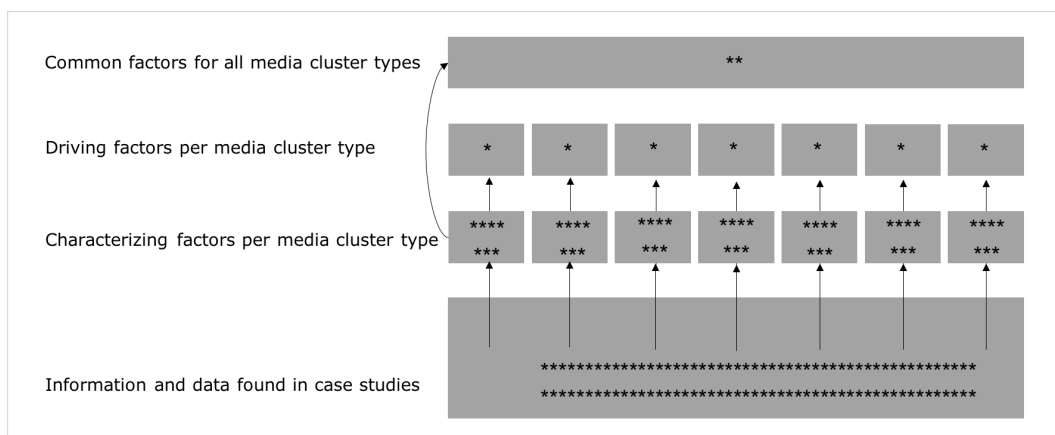 Common factors for all media cluster types
**
Driving factors per media cluster type
* * * * * * *
Characterizing factors per media cluster type
**** **** **** **** **** **** ****
*** *** *** *** *** *** ***
Information and data found in case studies
**************************************************
**************************************************